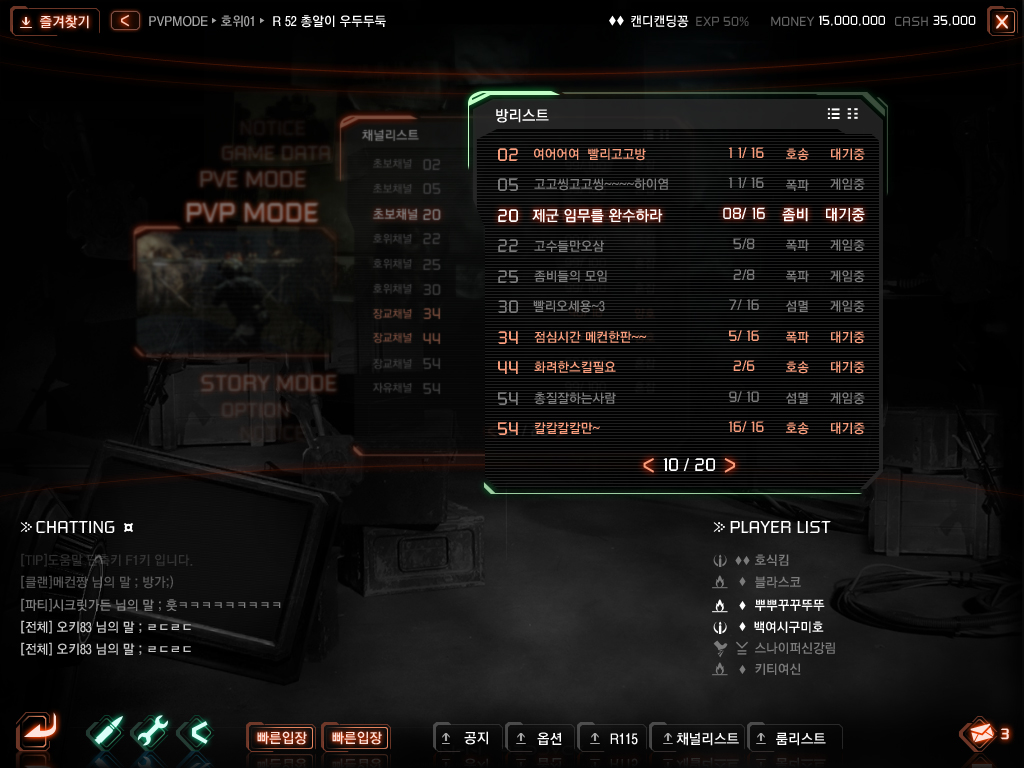 즐겨찾기 < PVPMODE ▸ 호위01 ▸ R 52 총알이 우두두둑 캔디캔딩꽁 EXP 50% MONEY 15,000,000 CASH 35,000 X
NOTICE
GAME DATA
PVE MODE
PVP MODE
STORY MODE
OPTION
채널리스트
초보채널 02
초보채널 05
초보채널 20
호위채널 22
호위채널 25
호위채널 30
장교채널 34
장교채널 44
장교채널 54
자유채널 54
방리스트
02 여어어여 빨리고고방 11/16 호송 대기중
05 고고씽고고씽~~~~하이염 11/16 폭파 게임중
20 제군 임무를 완수하라 08/16 좀비 대기중
22 고수들만오삼 5/8 폭파 게임중
25 좀비들의 모임 2/8 폭파 게임중
30 빨리오세용~3 7/16 섬멸 게임중
34 점심시간 메컨한판~~ 5/16 폭파 대기중
44 화려한스킬필요 2/6 호송 대기중
54 총질잘하는사람 9/10 섬멸 게임중
54 칼칼칼칼만~ 16/16 호송 대기중
< 10 / 20 >
CHATTING
[TIP]도움말 단축키 F1키 입니다.
[클랜]메컨짱 님의 말 ; 방가;)
[파티]시크릿가든 님의 말 ; 흣ㅋㅋㅋㅋㅋㅋㅋㅋㅋ
[전체] 오키83 님의 말 ; ㄹㄷㄹㄷ
[전체] 오키83 님의 말 ; ㄹㄷㄹㄷ
PLAYER LIST
호식킴
블라스코
뿌뿌꾸꾸뚜뚜
백여시구미호
스나이퍼신강림
키티여신
빠른입장 빠른입장 공지 옵션 R115 채널리스트 룸리스트 3